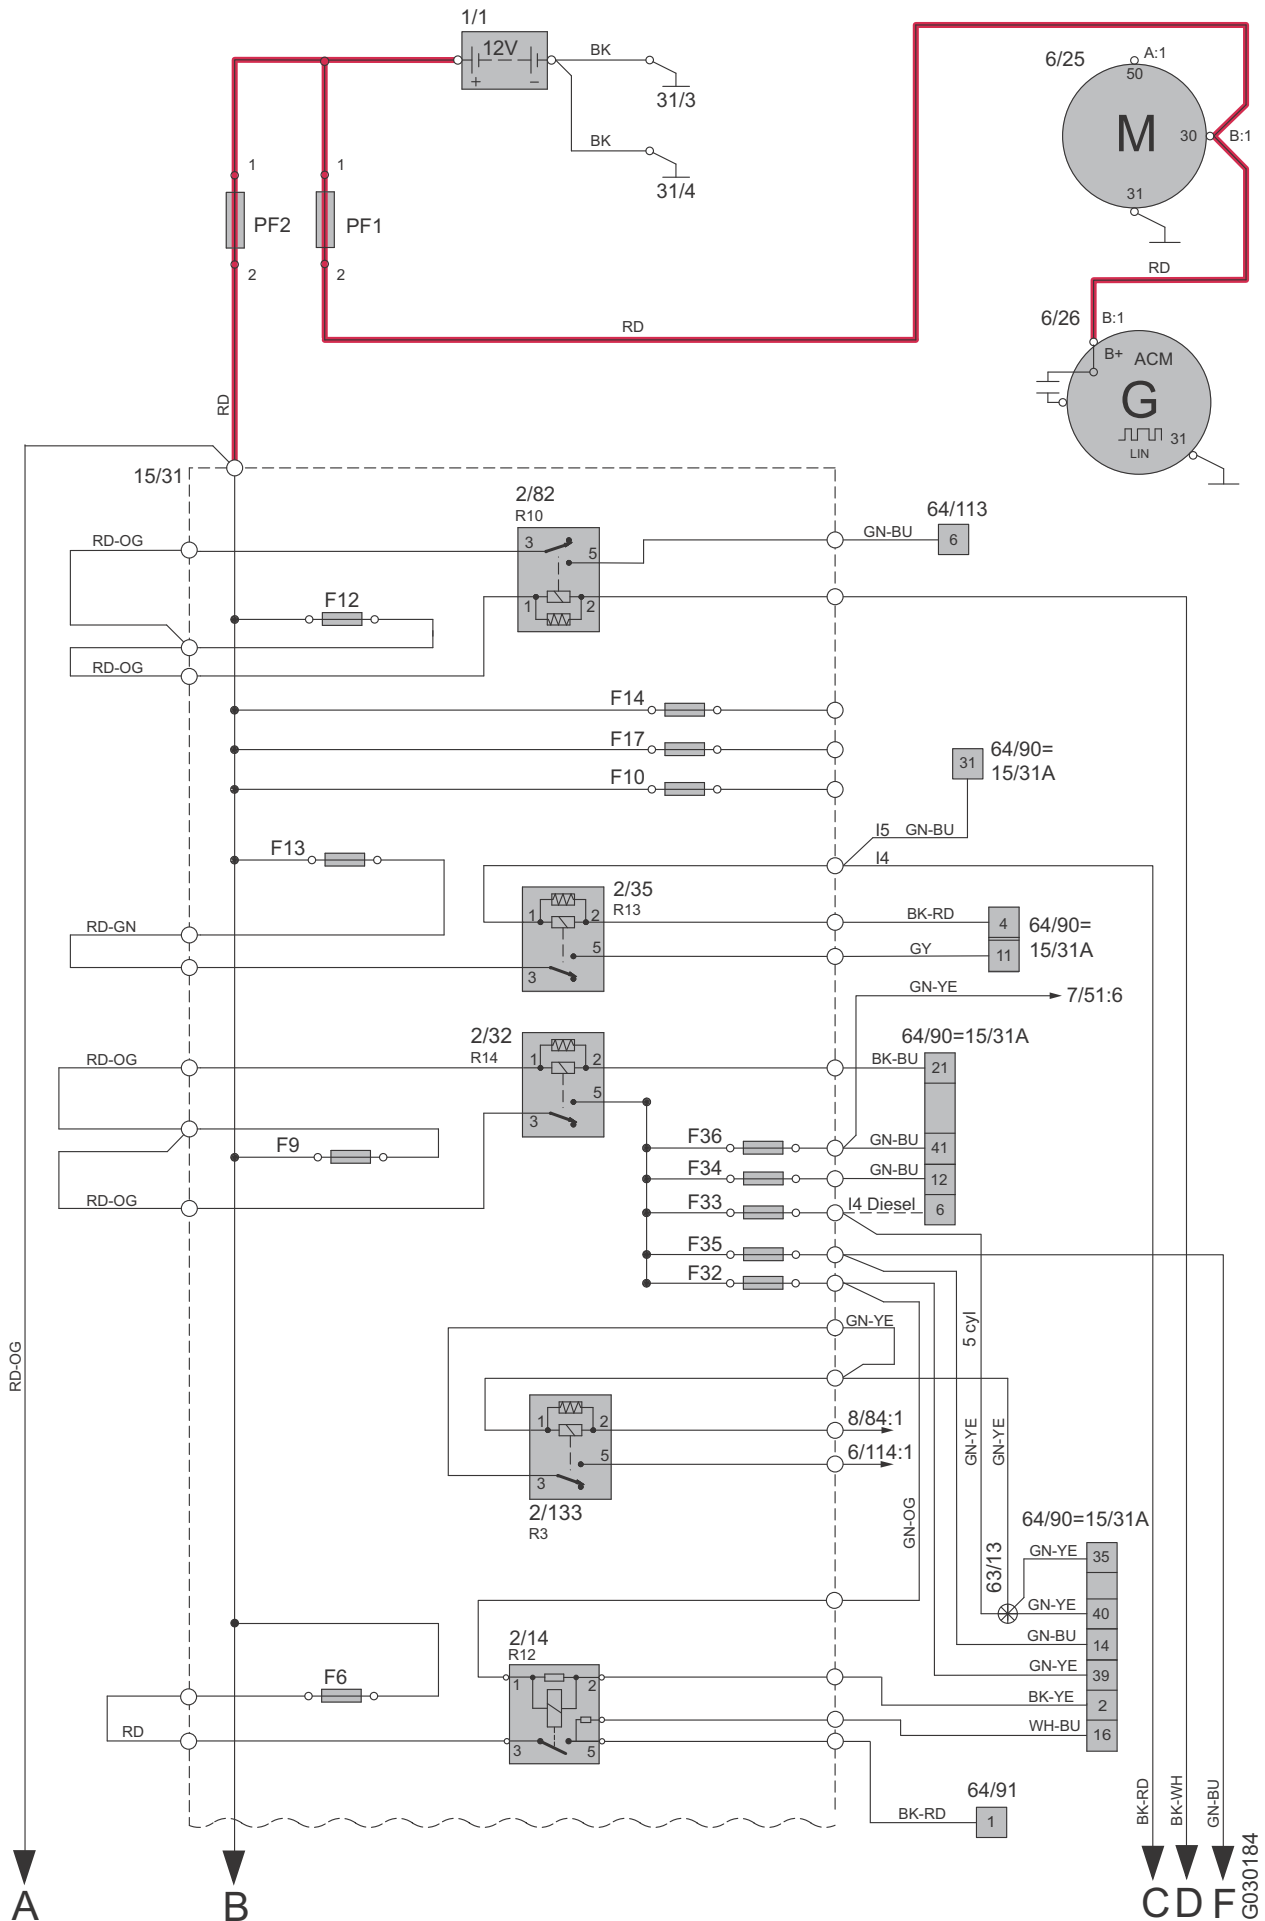 1/1
12V
+
−
BK
31/3
BK
31/4
6/25
A:1
50
M
30
B:1
31
RD
1
PF2
2
1
PF1
2
RD
6/26
B:1
B+
ACM
G
31
LIN
RD
15/31
2/82
R10
3
5
1
2
RD-OG
GN-BU
64/113
6
F12
RD-OG
F14
F17
F10
31
64/90=
15/31A
I5
GN-BU
I4
F13
2/35
R13
1
2
5
3
RD-GN
BK-RD
4
64/90=
15/31A
GY
11
GN-YE
7/51:6
2/32
R14
1
2
5
3
RD-OG
64/90=15/31A
BK-BU
21
F9
F36
GN-BU
41
F34
GN-BU
12
RD-OG
F33
I4 Diesel
6
F35
F32
GN-YE
5 cyl
RD-OG
1
2
5
3
2/133
R3
8/84:1
6/114:1
GN-YE
GN-YE
GN-OG
63/13
64/90=15/31A
GN-YE
35
GN-YE
40
GN-BU
14
GN-YE
39
BK-YE
2
WH-BU
16
2/14
R12
1
2
3
5
F6
RD
64/91
BK-RD
1
BK-RD
BK-WH
GN-BU
A
B
C
D
F
G030184